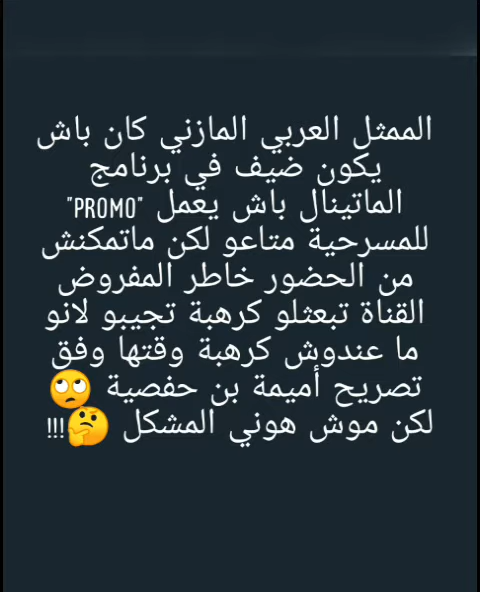 الممثل العربي المازني كان باش
يكون ضيف في برنامج
الماتينال باش يعمل "PROMO"
للمسرحية متاعو لكن ماتمكنش
من الحضور خاطر المفروض
القناة تبعثلو كرهبة تجيبو لانو
ما عندوش كرهبة وقتها وفق
تصريح أميمة بن حفصية 🙄
لكن موش هوني المشكل 🤔!!!